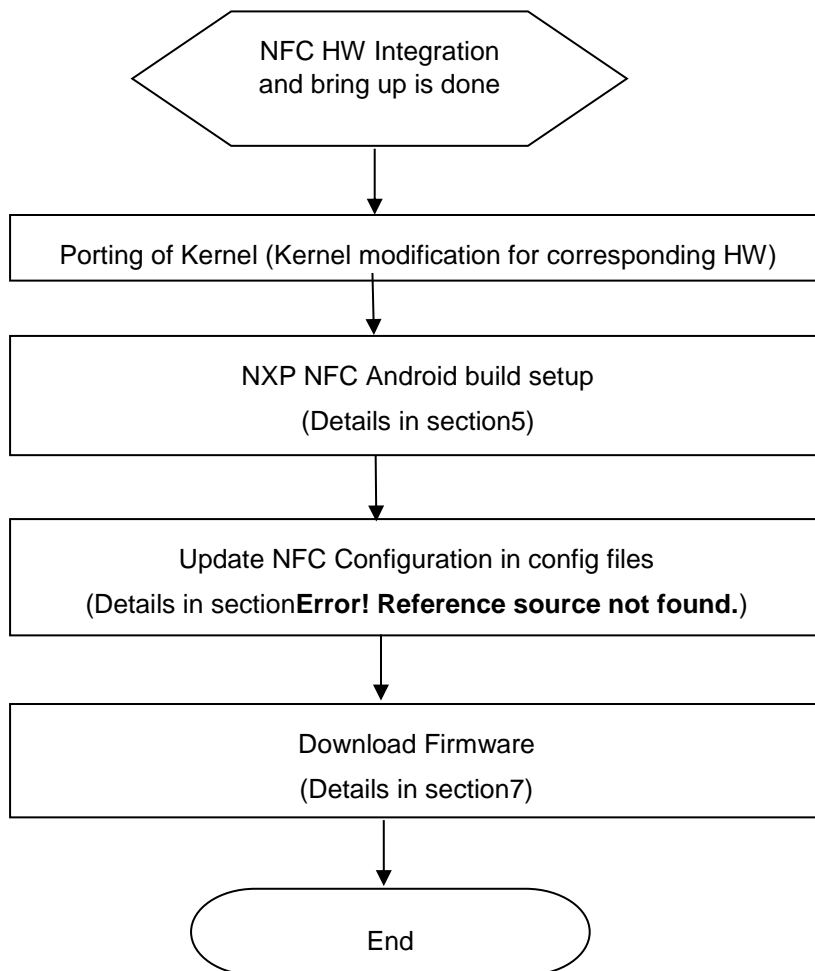 NFC HW Integration
and bring up is done
Porting of Kernel (Kernel modification for corresponding HW)
NXP NFC Android build setup
(Details in section5)
Update NFC Configuration in config files
(Details in sectionError! Reference source not found.)
Download Firmware
(Details in section7)
End